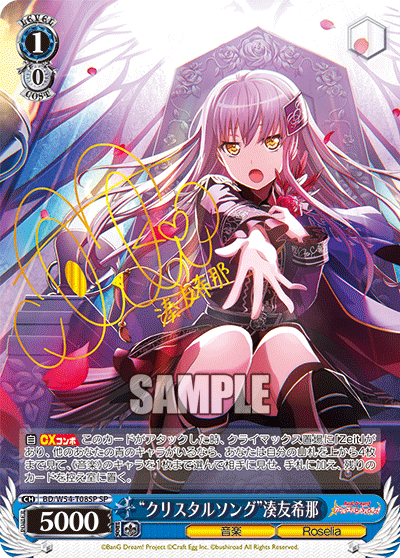 LEVEL
1
0
COST
湊友希那
SAMPLE
自 CXコンボ このカードがアタックした時、クライマックス置場に「Zeit」が
あり、他のあなたの青のキャラがいるなら、あなたは自分の山札を上から4枚
まで見て、《音楽》のキャラを1枚まで選んで相手に見せ、手札に加え、残りの
カードを控え室に置く。
CH BD/W54-T08SP SP
POWER
5000
“クリスタルソング”湊友希那
音楽 Roselia
©BanG Dream! Project ©Craft Egg Inc. ©bushiroad All Rights Reserved.